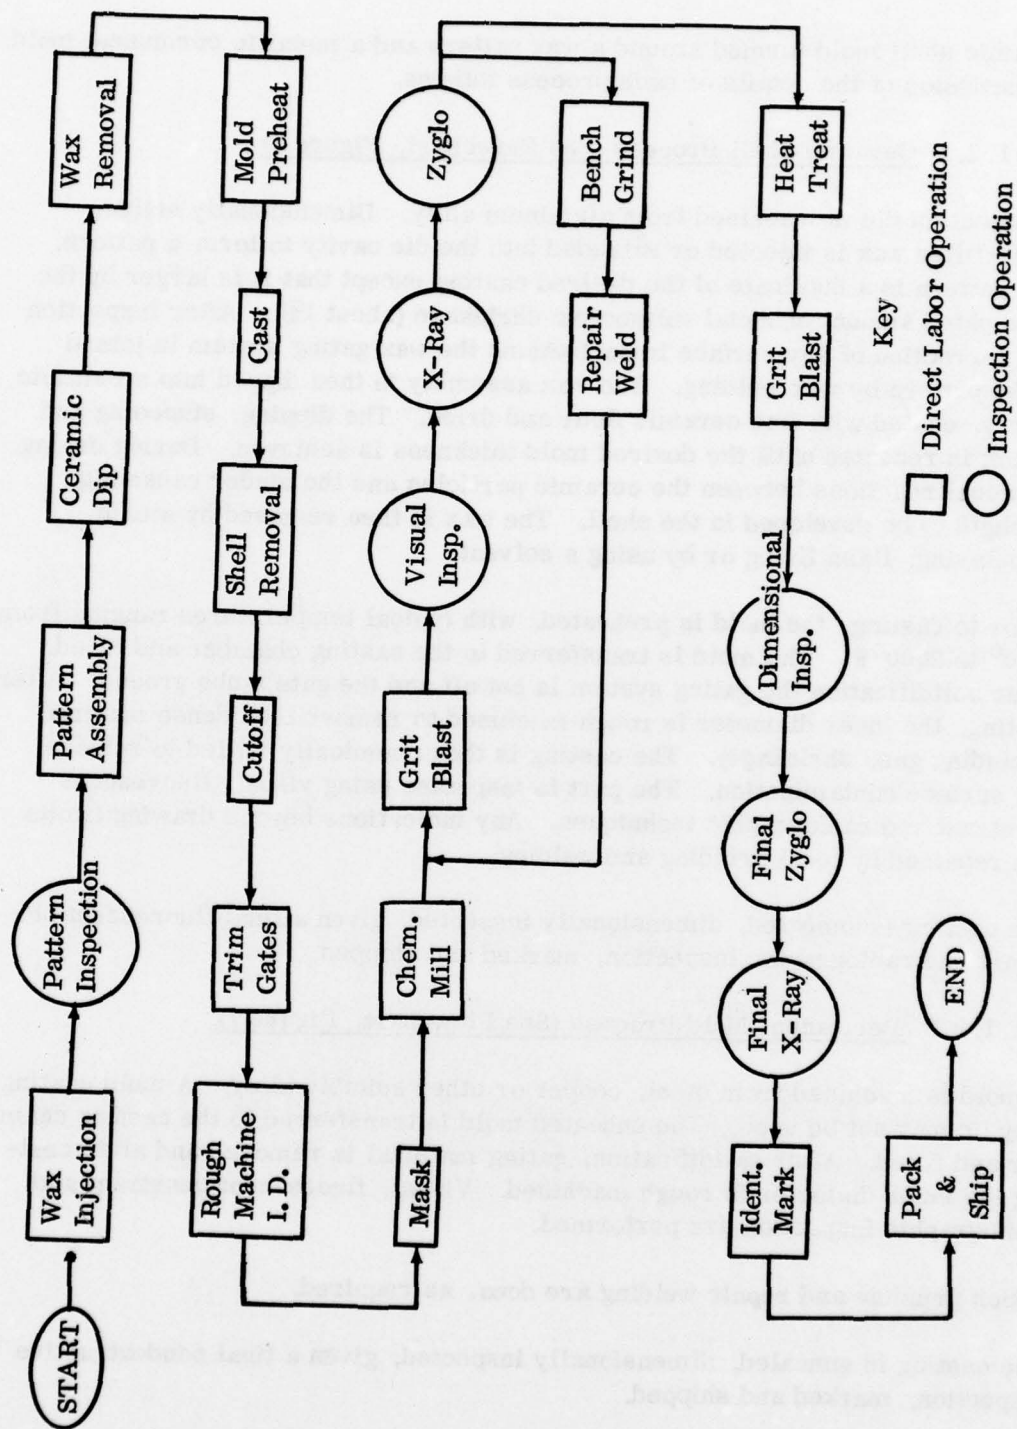 START
Wax
Injection
Pattern
Inspection
Pattern
Assembly
Ceramic
Dip
Wax
Removal
Mold
Preheat
Cast
Shell
Removal
Cutoff
Trim
Gates
Rough
Machine
I. D.
Mask
Chem.
Mill
Grit
Blast
Visual
Insp.
X-Ray
Zyglo
Bench
Grind
Repair
Weld
Heat
Treat
Grit
Blast
Dimensional
Insp.
Final
Zyglo
Final
X-Ray
Ident.
Mark
Pack
&
Slip
END
Key
Direct Labor Operation
Inspection Operation